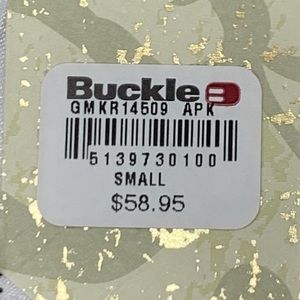 Buckle B
GMKR14509 APK
5139730100
SMALL
$58.95